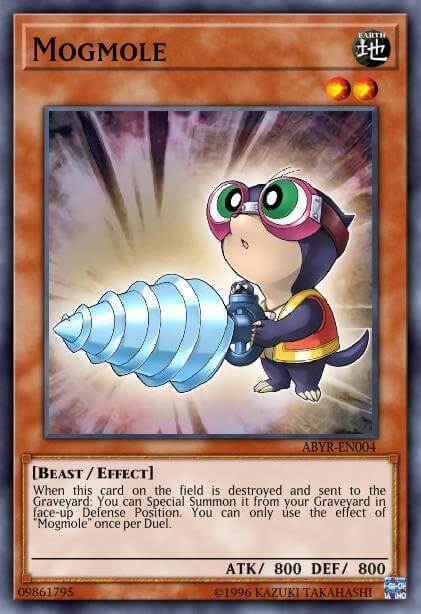 Mogmole
EARTH
地
ABYR-EN004
[Beast / Effect]
When this card on the field is destroyed and sent to the
Graveyard: You can Special Summon it from your Graveyard in
face-up Defense Position. You can only use the effect of
"Mogmole" once per Duel.
ATK/ 800 DEF/ 800
09861795
©1996 KAZUKI TAKAHASHI